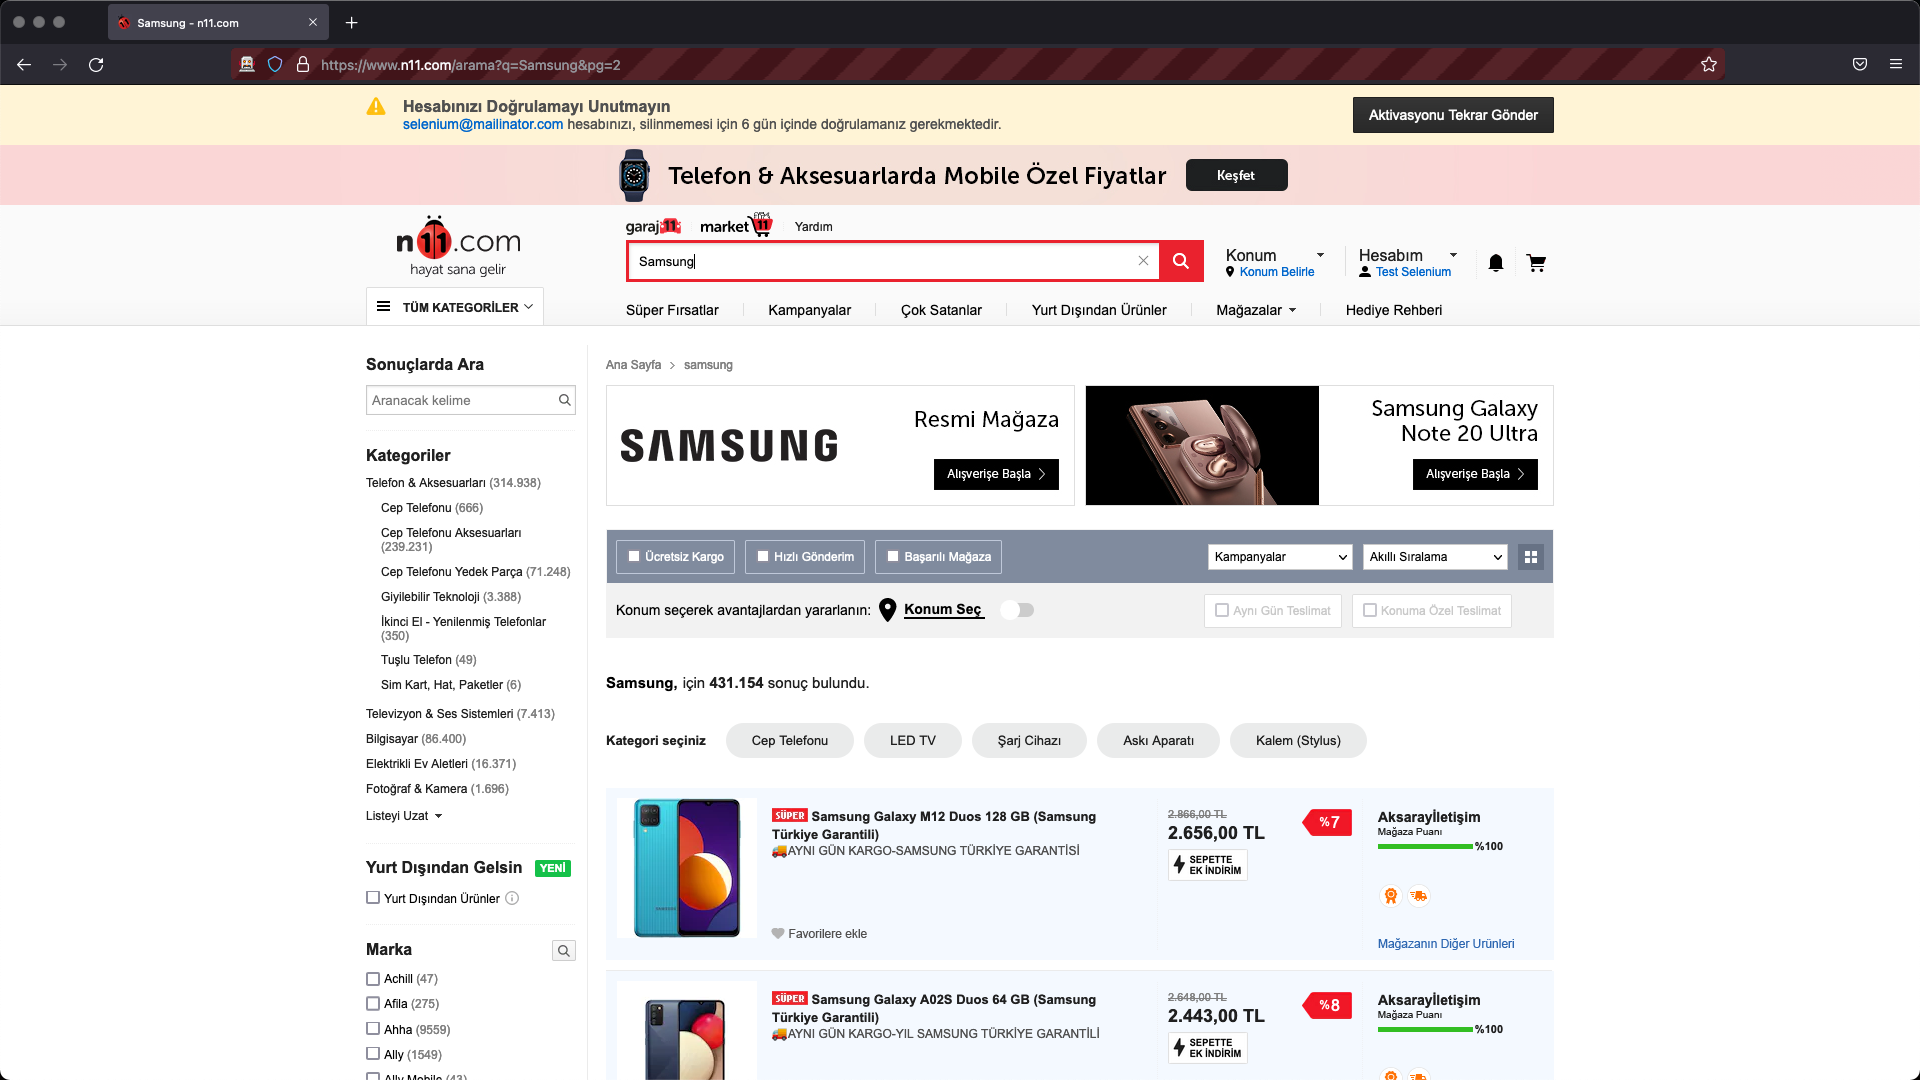 Samsung - n11.com
https://www.n11.com/arama?q=Samsung&pg=2
Hesabınızı Doğrulamayı Unutmayın
selenium@mailinator.com hesabınızı, silinmemesi için 6 gün içinde doğrulamanız gerekmektedir.
Aktivasyonu Tekrar Gönder
Telefon & Aksesuarlarda Mobile Özel Fiyatlar
Keşfet
n11.com
hayat sana gelir
garaj11
market11
Yardım
Samsung
Konum
Konum Belirle
Hesabım
Test Selenium
TÜM KATEGORİLER
Süper Fırsatlar
Kampanyalar
Çok Satanlar
Yurt Dışından Ürünler
Mağazalar
Hediye Rehberi
Sonuçlarda Ara
Aranacak kelime
Kategoriler
Telefon & Aksesuarları (314.938)
Cep Telefonu (666)
Cep Telefonu Aksesuarları
(239.231)
Cep Telefonu Yedek Parça (71.248)
Giyilebilir Teknoloji (3.388)
İkinci El - Yenilenmiş Telefonlar
(350)
Tuşlu Telefon (49)
Sim Kart, Hat, Paketler (6)
Televizyon & Ses Sistemleri (7.413)
Bilgisayar (86.400)
Elektrikli Ev Aletleri (16.371)
Fotoğraf & Kamera (1.696)
Listeyi Uzat
Yurt Dışından Gelsin YENİ
Yurt Dışından Ürünler
Marka
Achill (47)
Afila (275)
Ahha (9559)
Ally (1549)
Ally Mobile (43)
Ana Sayfa > samsung
SAMSUNG
Resmi Mağaza
Alışverişe Başla
Samsung Galaxy
Note 20 Ultra
Alışverişe Başla
Ücretsiz Kargo
Hızlı Gönderim
Başarılı Mağaza
Kampanyalar
Akıllı Sıralama
Konum seçerek avantajlardan yararlanın:
Konum Seç
Aynı Gün Teslimat
Konuma Özel Teslimat
Samsung, için 431.154 sonuç bulundu.
Kategori seçiniz
Cep Telefonu
LED TV
Şarj Cihazı
Askı Aparatı
Kalem (Stylus)
SÜPER Samsung Galaxy M12 Duos 128 GB (Samsung
Türkiye Garantili)
🚚AYNI GÜN KARGO-SAMSUNG TÜRKİYE GARANTİSİ
Favorilere ekle
2.866,00 TL
2.656,00 TL
SEPETTE
EK İNDİRİM
%7
Aksarayİletişim
Mağaza Puanı
%100
Mağazanın Diğer Ürünleri
SÜPER Samsung Galaxy A02S Duos 64 GB (Samsung
Türkiye Garantili)
🚚AYNI GÜN KARGO-YIL SAMSUNG TÜRKİYE GARANTİLİ
2.648,00 TL
2.443,00 TL
SEPETTE
EK İNDİRİM
%8
Aksarayİletişim
Mağaza Puanı
%100